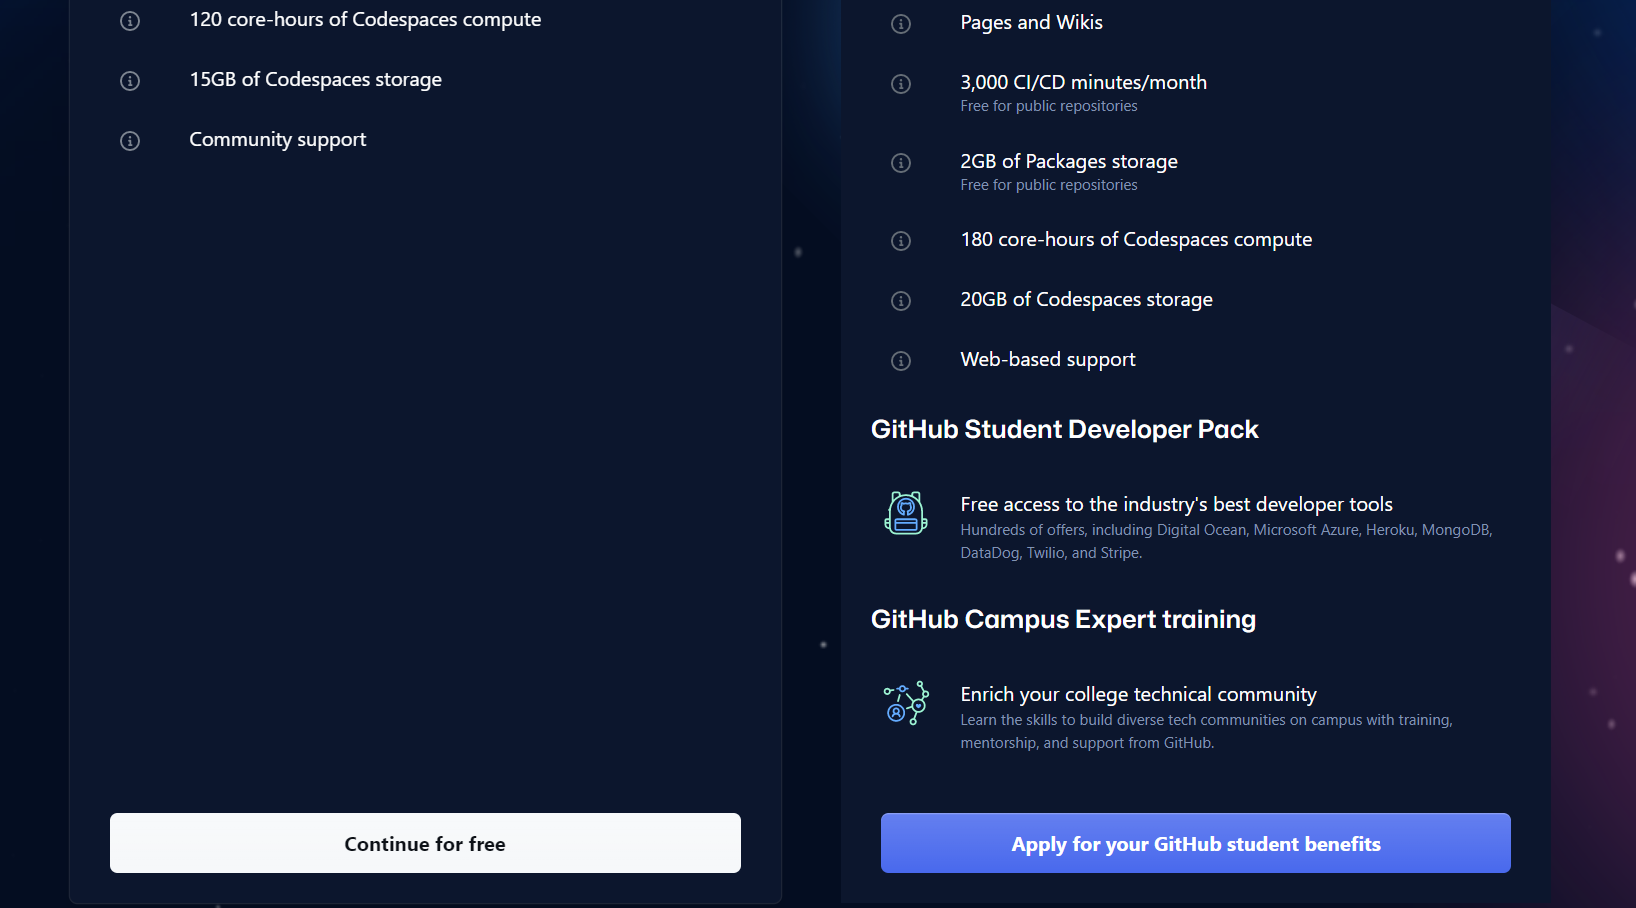 120 core-hours of Codespaces compute
15GB of Codespaces storage
Community support
Continue for free
Pages and Wikis
3,000 CI/CD minutes/month
Free for public repositories
2GB of Packages storage
Free for public repositories
180 core-hours of Codespaces compute
20GB of Codespaces storage
Web-based support
GitHub Student Developer Pack
Free access to the industry's best developer tools
Hundreds of offers, including Digital Ocean, Microsoft Azure, Heroku, MongoDB,
DataDog, Twilio, and Stripe.
GitHub Campus Expert training
Enrich your college technical community
Learn the skills to build diverse tech communities on campus with training,
mentorship, and support from GitHub.
Apply for your GitHub student benefits